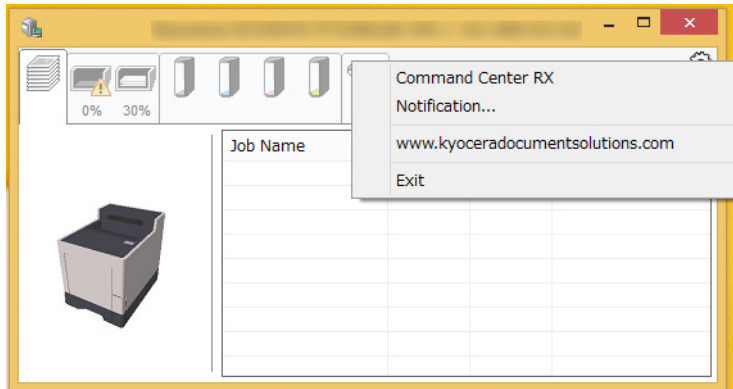 0% 30%
Job Name
Command Center RX
Notification...
www.kyoceradocumentsolutions.com
Exit